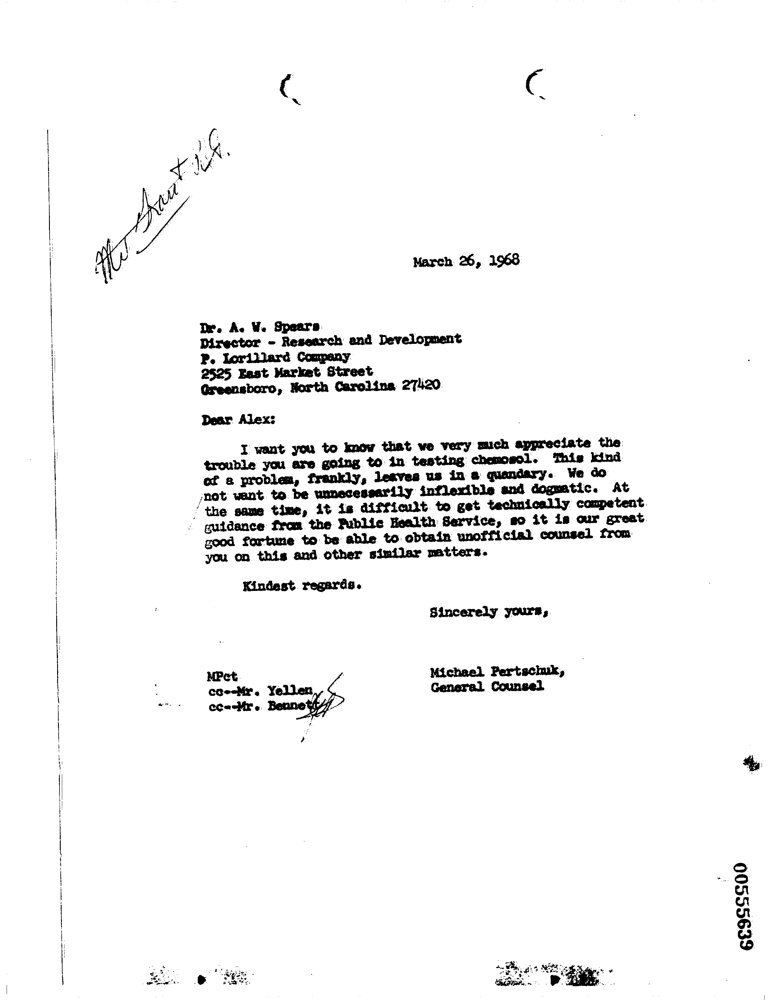 March 26, 1968
Dr. A. W. Spears
Director - Research and Development
P. Lorillard Company
2525 East Market Street
Greensboro, North Carolina 27420
Dear Alex:
I want you to know that we very much appreciate the
trouble you are going to in testing chemosol. This kind
of a problem, frankly, leaves us in a quandary. We do
not want to be unnecessarily inflexible and dogmatic. At
the same time, it is difficult to get technically competent
guidance from the Public Health Service, so it is our great
good fortune to be able to obtain unofficial counsel from
you on this and other similar matters.
Kindest regards.
Sincerely yours,
Michael Pertschuk,
General Counsel
MPct
cc--Mr. Yellen
cc--Mr. Bennett
00555639